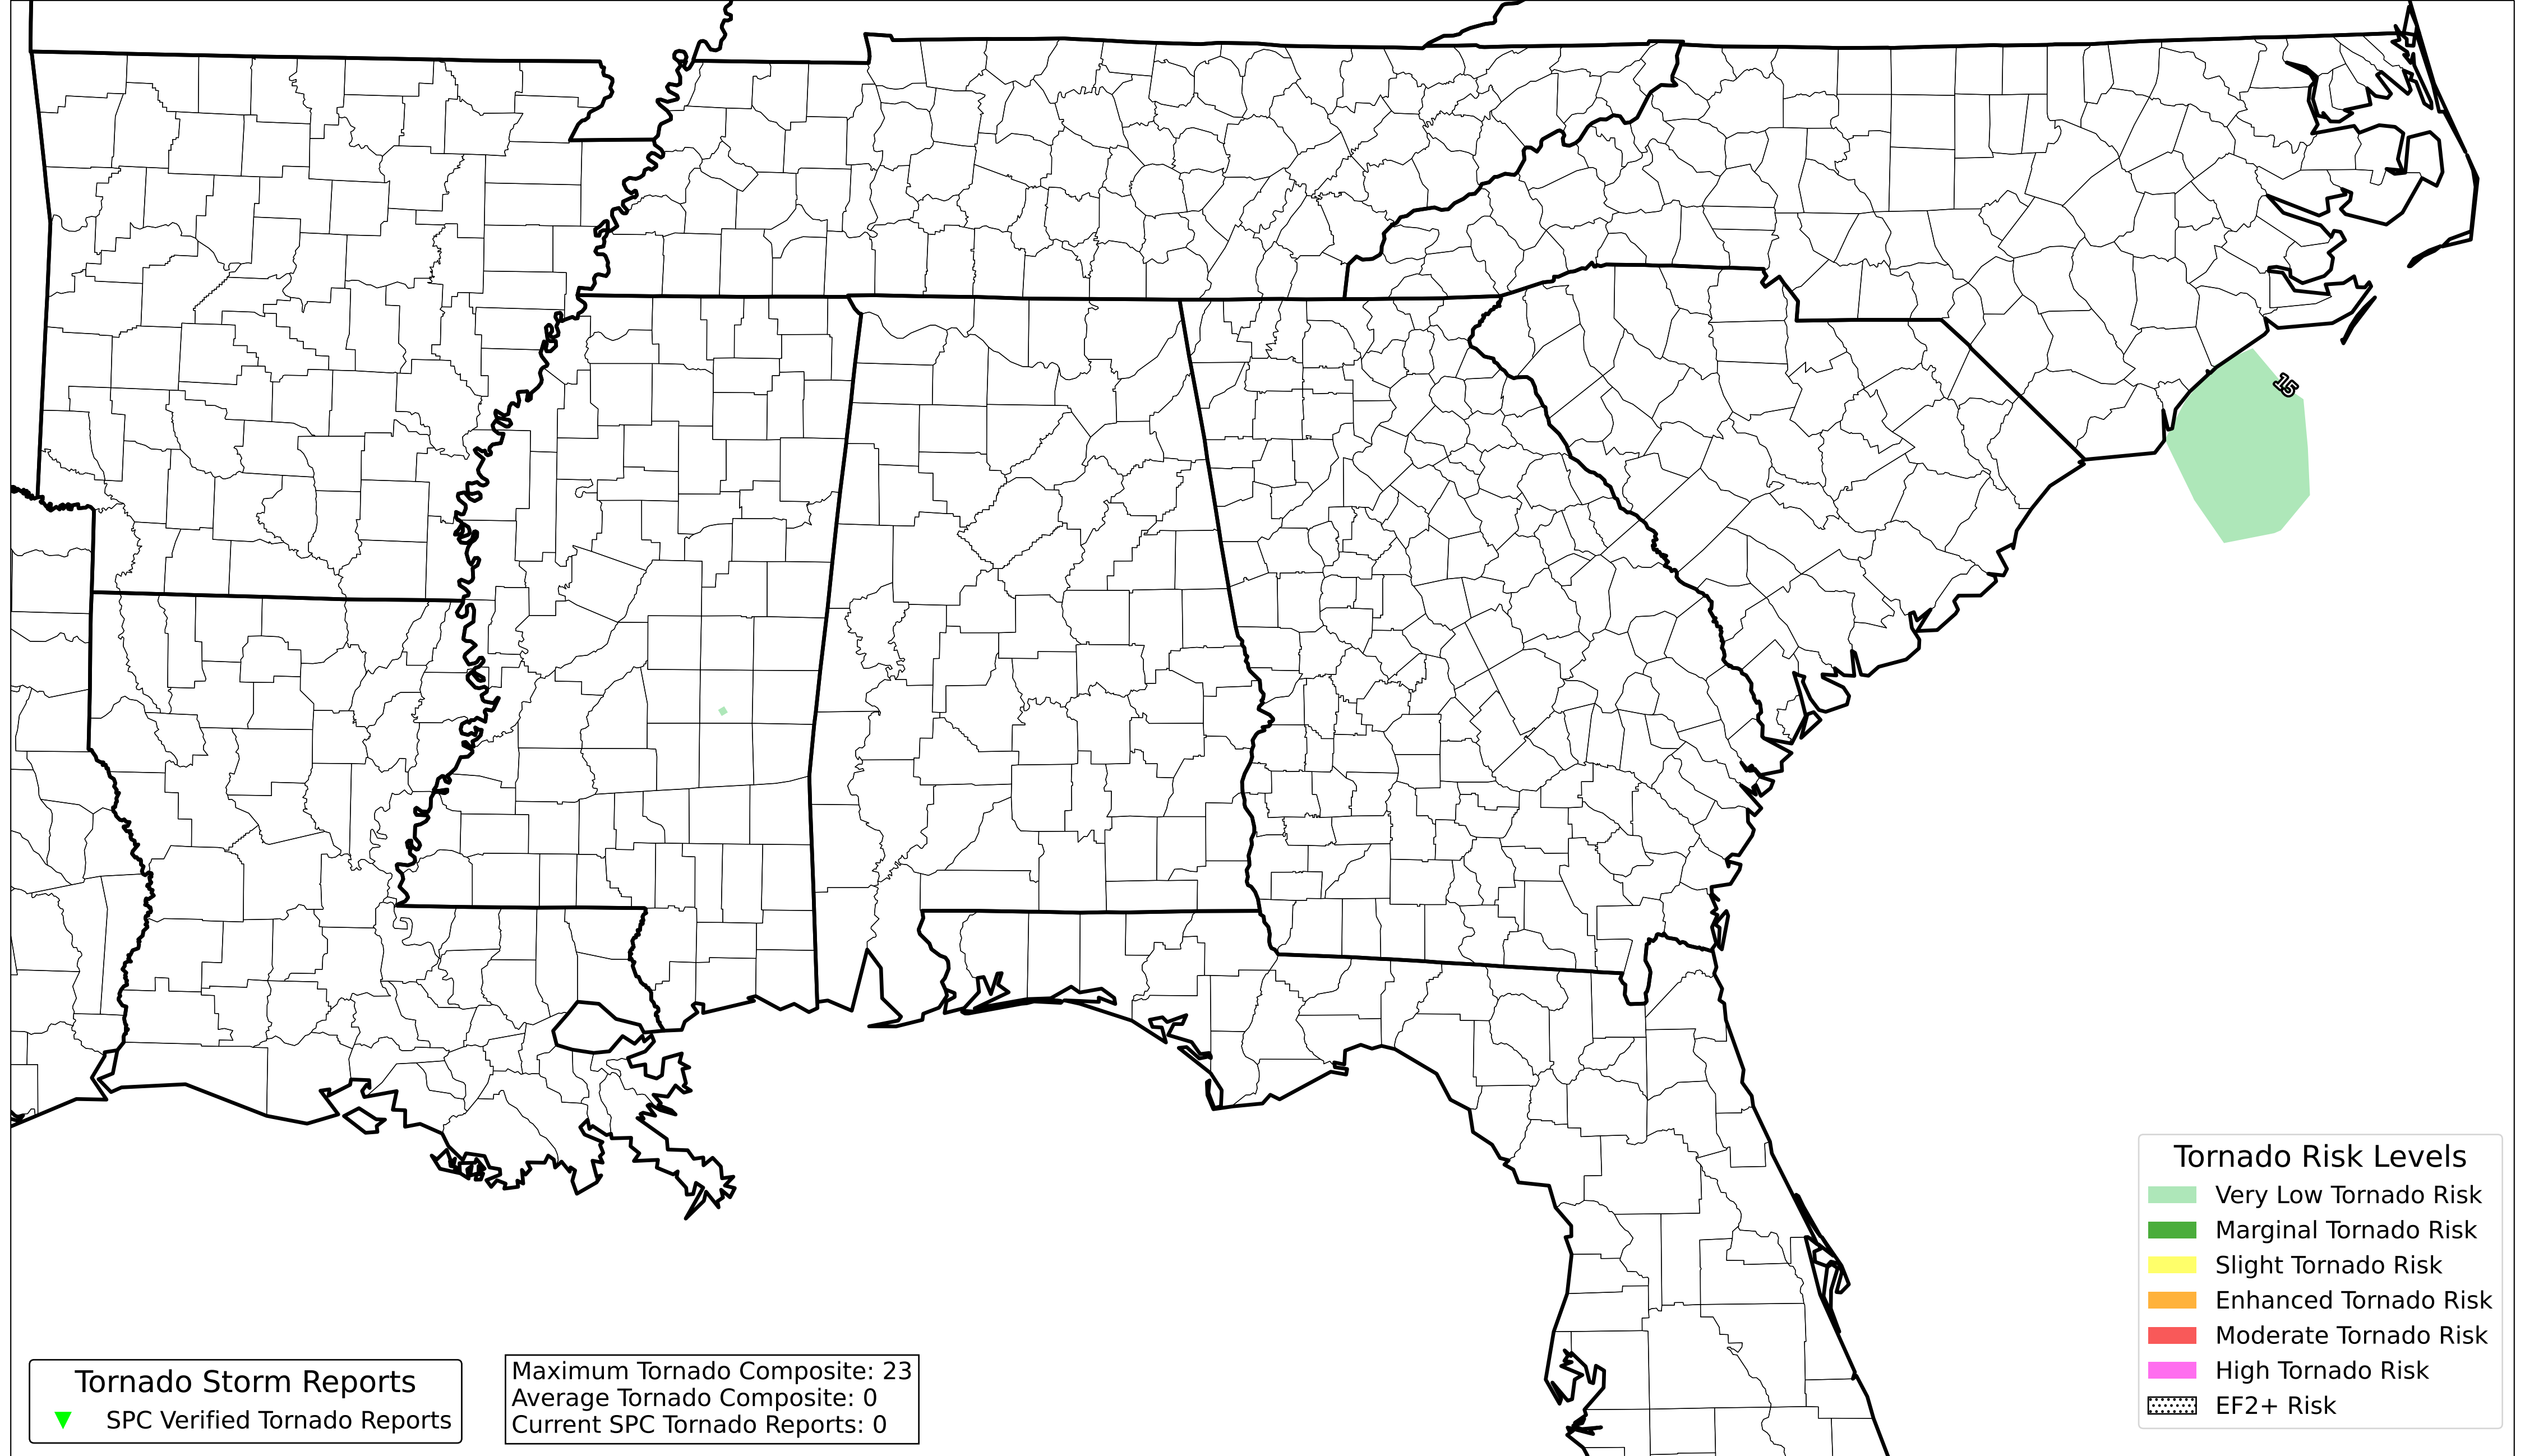 15
Tornado Risk Levels
Very Low Tornado Risk
Marginal Tornado Risk
Slight Tornado Risk
Enhanced Tornado Risk
Moderate Tornado Risk
High Tornado Risk
EF2+ Risk
Tornado Storm Reports
SPC Verified Tornado Reports
Maximum Tornado Composite: 23
Average Tornado Composite: 0
Current SPC Tornado Reports: 0